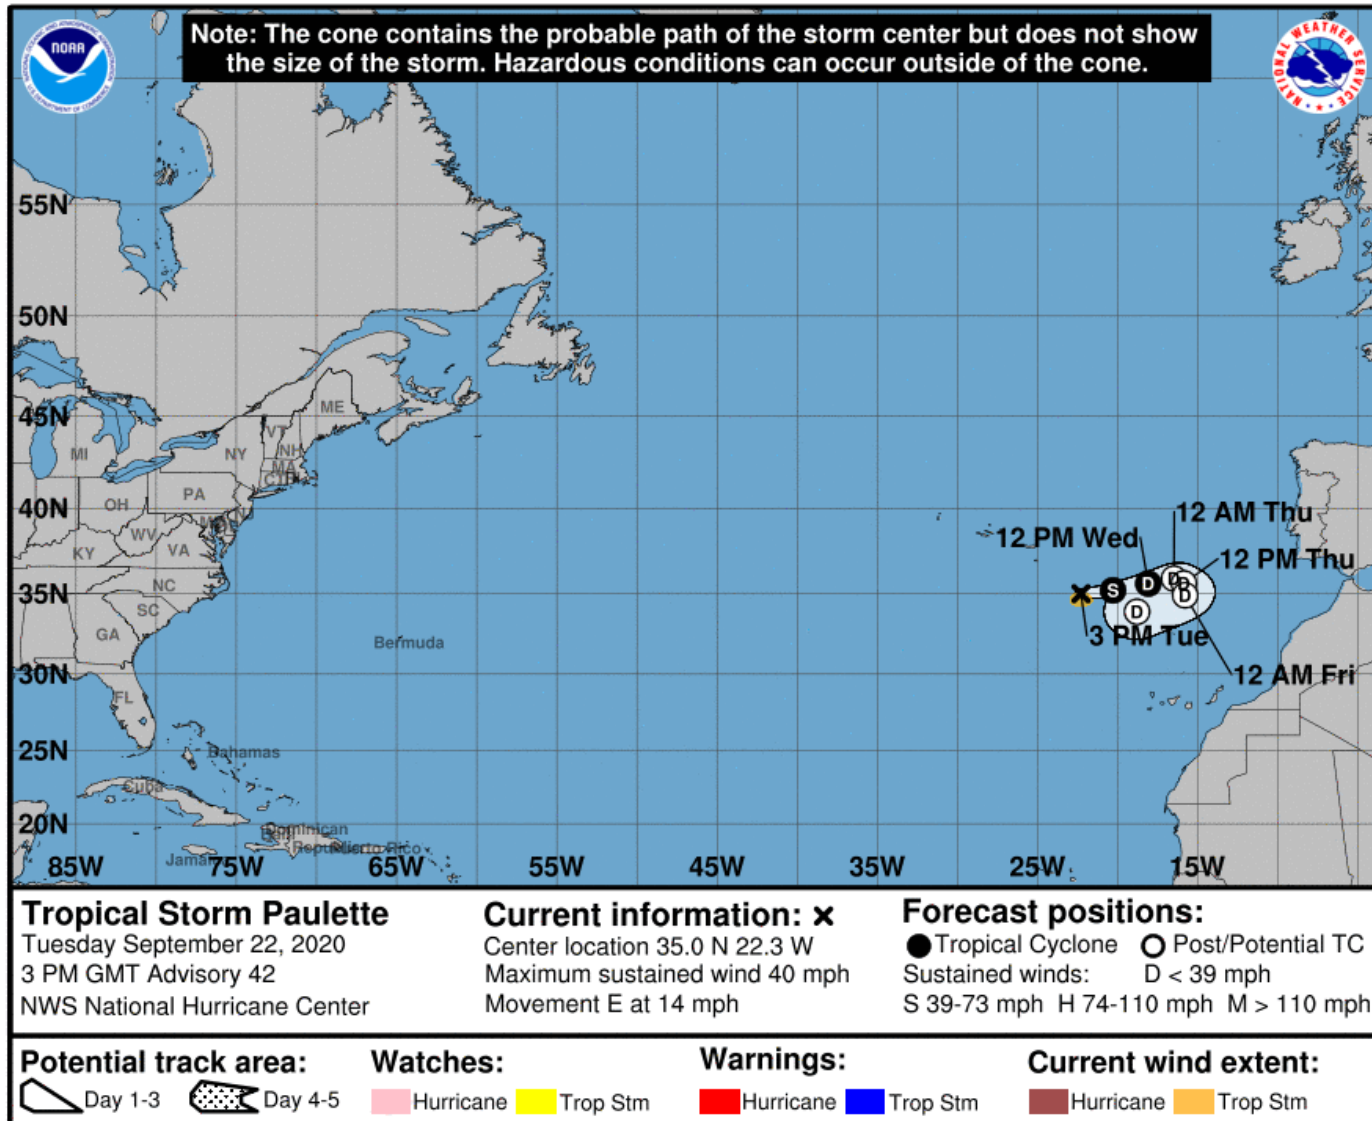 Note: The cone contains the probable path of the storm center but does not show
the size of the storm. Hazardous conditions can occur outside of the cone.
NOAA
NATIONAL WEATHER SERVICE
55N
50N
45N
40N
35N
30N
25N
20N
85W
75W
65W
55W
45W
35W
25W
15W
ME
VT
NH
MA
NY
MI
PA
OH
NJ
WV
VA
KY
NC
SC
GA
FL
Bermuda
Bahamas
Cuba
Dominican
Republic
Puerto Rico
Jamaica
12 AM Thu
12 PM Wed
12 PM Thu
S
D
D
D
D
D
3 PM Tue
12 AM Fri
Tropical Storm Paulette
Tuesday September 22, 2020
3 PM GMT Advisory 42
NWS National Hurricane Center
Current information: ×
Center location 35.0 N 22.3 W
Maximum sustained wind 40 mph
Movement E at 14 mph
Forecast positions:
Tropical Cyclone Post/Potential TC
Sustained winds: D < 39 mph
S 39-73 mph H 74-110 mph M > 110 mph
Potential track area:
Day 1-3 Day 4-5
Watches:
Hurricane Trop Stm
Warnings:
Hurricane Trop Stm
Current wind extent:
Hurricane Trop Stm